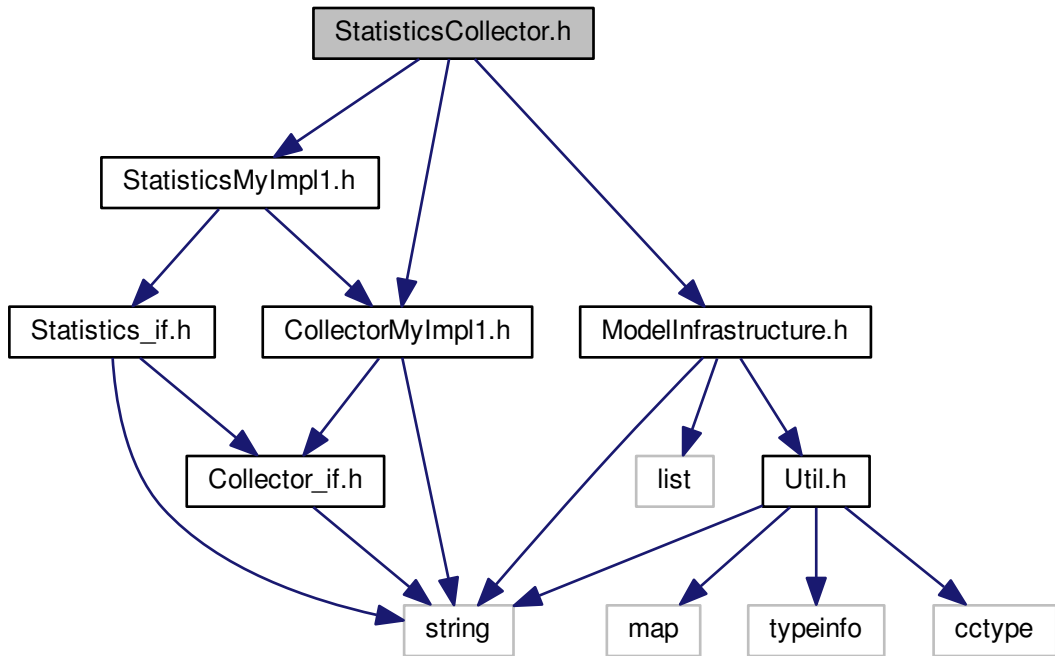 StatisticsCollector.h
StatisticsMyImpl1.h
Statistics_if.h
CollectorMyImpl1.h
ModelInfrastructure.h
Collector_if.h
list
Util.h
string
map
typeinfo
cctype